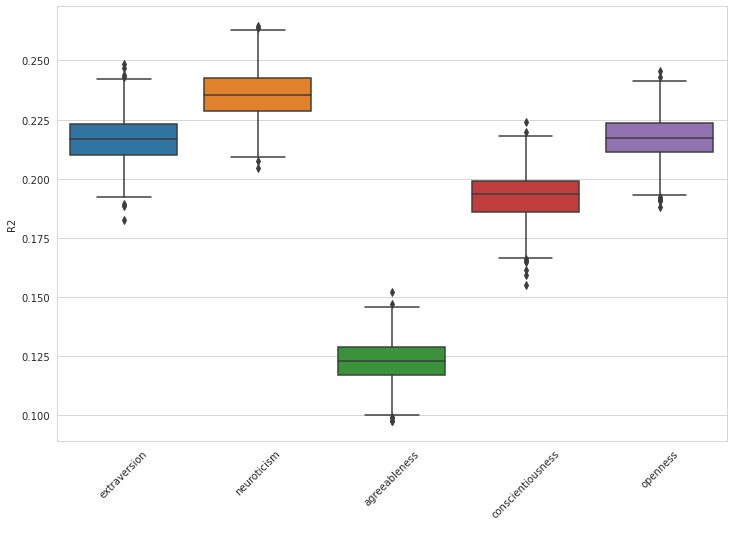 R2
0.250
0.225
0.200
0.175
0.150
0.125
0.100
extraversion
neuroticism
agreeableness
conscientiousness
openness